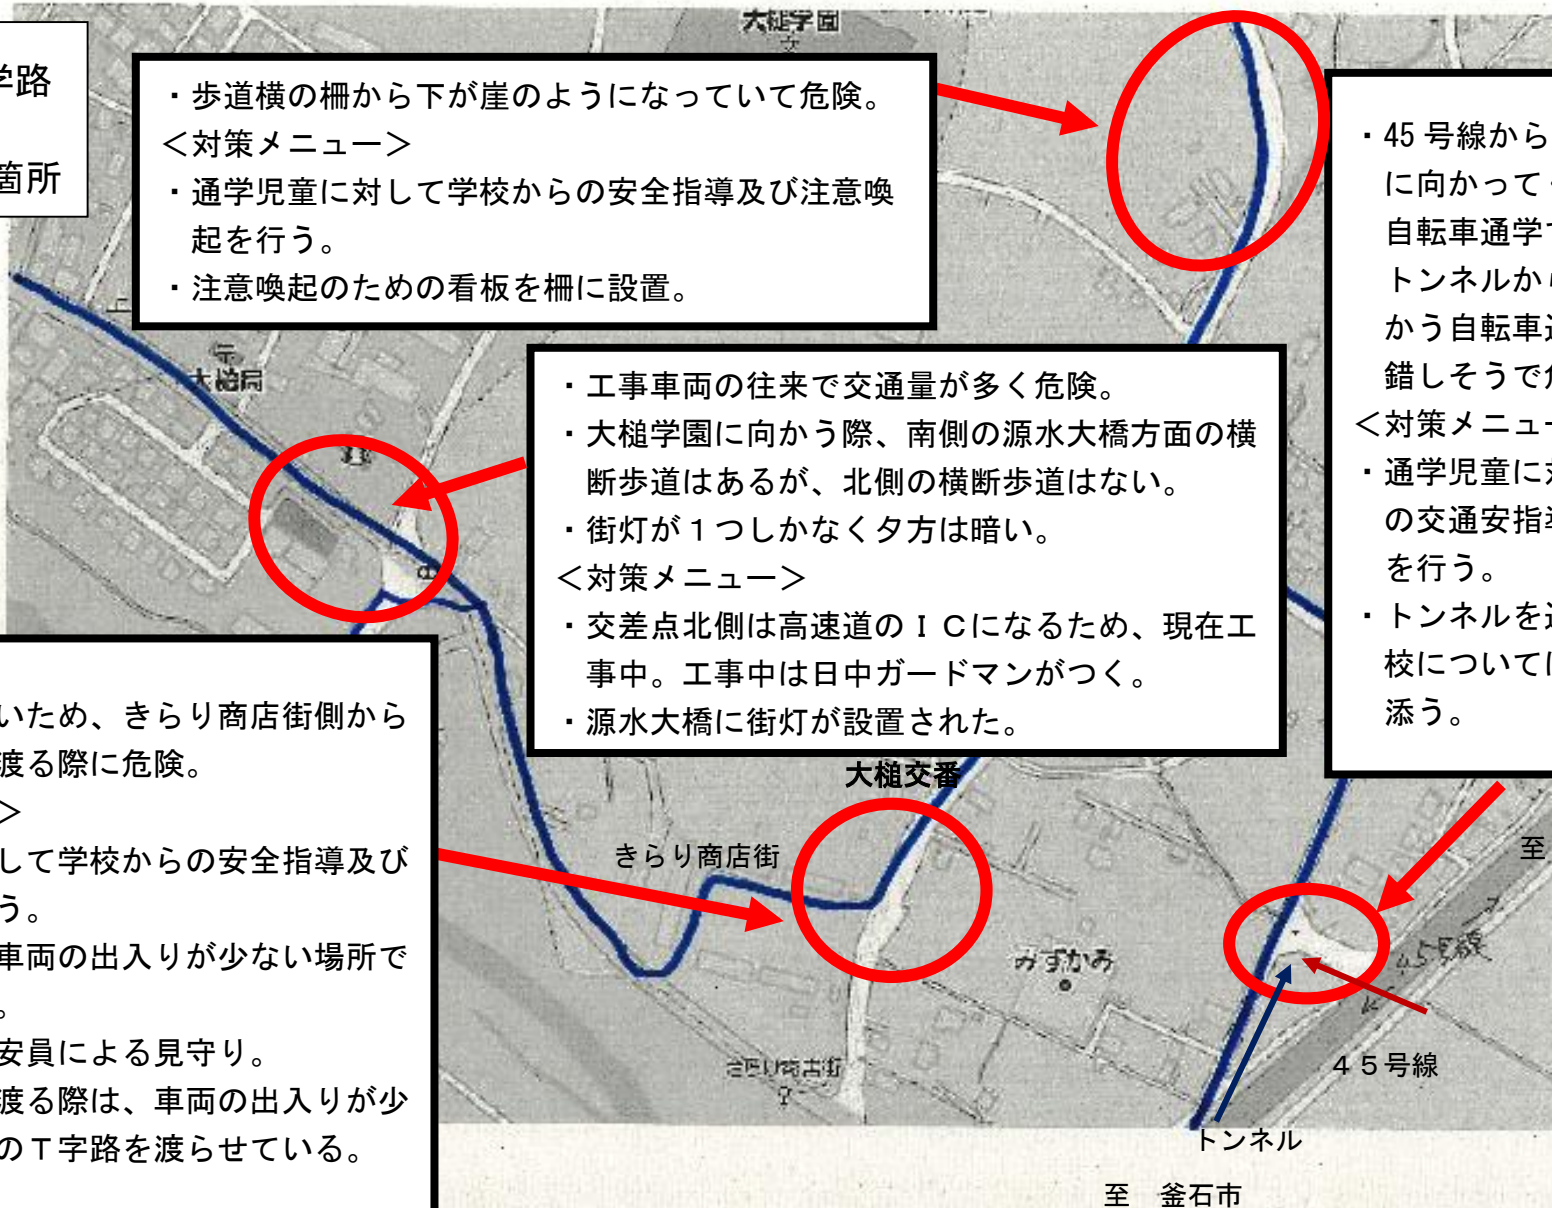 学路
箇所
大槌学園
・歩道横の柵から下が崖のようになっていて危険。
＜対策メニュー＞
・通学児童に対して学校からの安全指導及び注意喚
起を行う。
・注意喚起のための看板を柵に設置。
・45号線から
に向かって
自転車通学
トンネルか
かう自転車
錯しそうで
＜対策メニュー
・通学児童に
の交通安指
を行う。
・トンネルを
校について
添う。
大槌局
・工事車両の往来で交通量が多く危険。
・大槌学園に向かう際、南側の源水大橋方面の横
断歩道はあるが、北側の横断歩道はない。
・街灯が１つしかなく夕方は暗い。
＜対策メニュー＞
・交差点北側は高速道のＩＣになるため、現在工
事中。工事中は日中ガードマンがつく。
・源水大橋に街灯が設置された。
いため、きらり商店街側から
渡る際に危険。
＞
して学校からの安全指導及び
う。
車両の出入りが少ない場所で
。
安員による見守り。
渡る際は、車両の出入りが少
のＴ字路を渡らせている。
大槌交番
きらり商店街
至
みずかみ
45号線
４５号線
きらり商店街
トンネル
至　釜石市